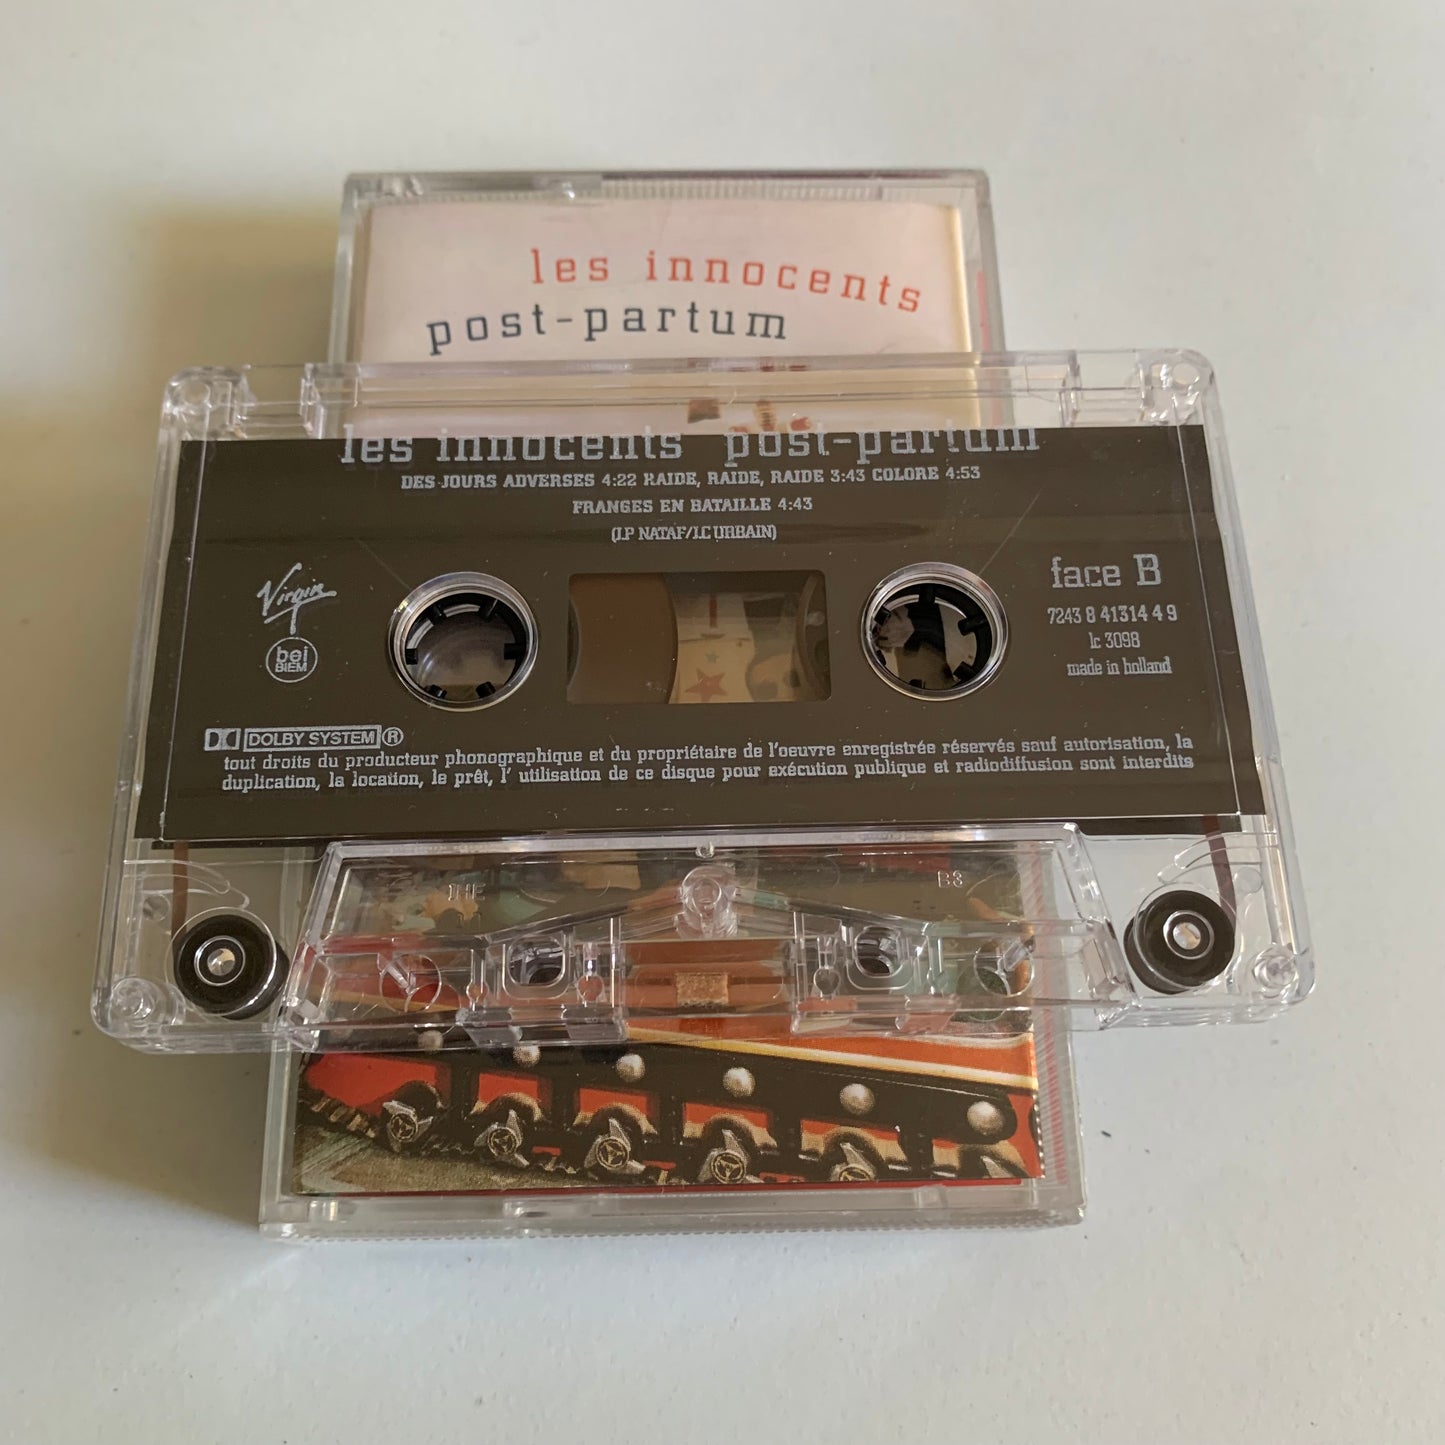 les innocents
post-partum
les innocents post-partum
DES JOURS ADVERSES 4:22 RAIDE, RAIDE, RAIDE 3:43 COLORE 4:53
FRANGES EN BATAILLE 4:43
(J.P NATAF/J.C URBAIN)
Virgin
face B
7243 8 41314 4 9
lc 3098
made in holland
bei
BIEM
DOLBY SYSTEM ®
tout droits du producteur phonographique et du propriétaire de l'oeuvre enregistrée réservés sauf autorisation, la
duplication, la location, le prêt, l' utilisation de ce disque pour exécution publique et radiodiffusion sont interdits
B3